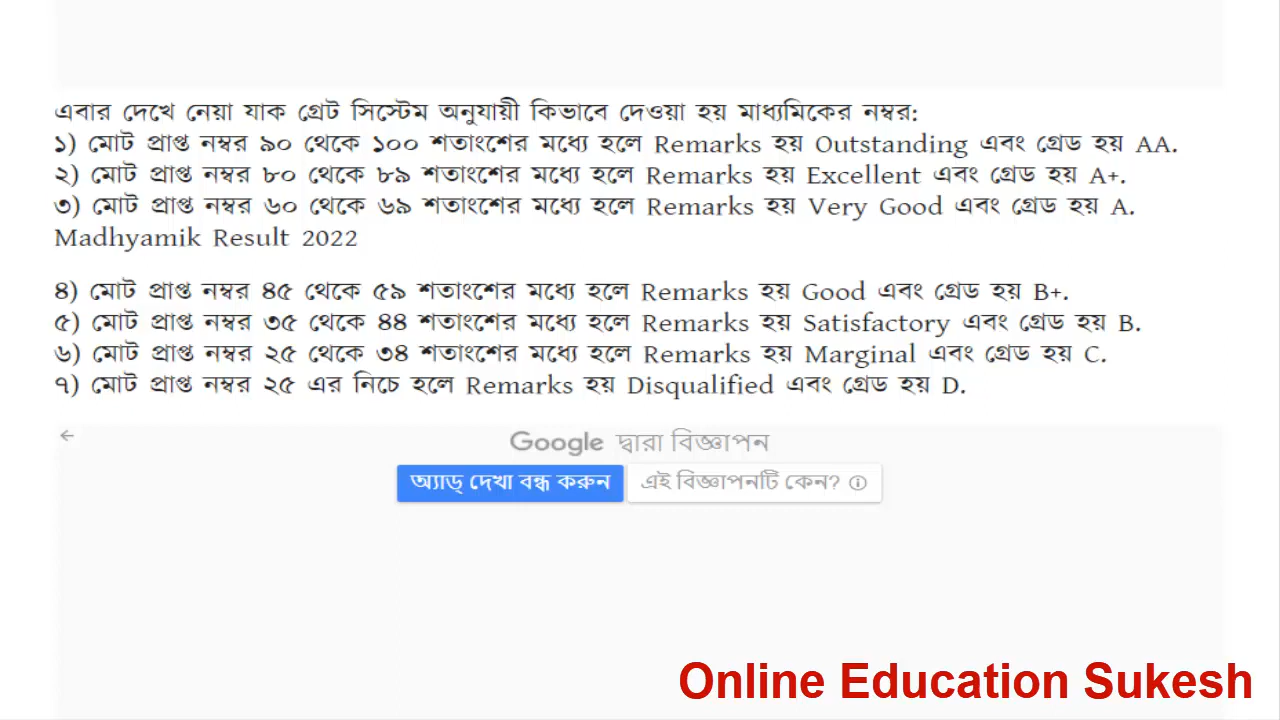 এবার দেখে নেয়া যাক গ্রেট সিস্টেম অনুযায়ী কিভাবে দেওয়া হয় মাধ্যমিকের নম্বর:
১) মোট প্রাপ্ত নম্বর ৯০ থেকে ১০০ শতাংশের মধ্যে হলে Remarks হয় Outstanding এবং গ্রেড হয় AA.
২) মোট প্রাপ্ত নম্বর ৮০ থেকে ৮৯ শতাংশের মধ্যে হলে Remarks হয় Excellent এবং গ্রেড হয় A+.
৩) মোট প্রাপ্ত নম্বর ৬০ থেকে ৬৯ শতাংশের মধ্যে হলে Remarks হয় Very Good এবং গ্রেড হয় A.
Madhyamik Result 2022
৪) মোট প্রাপ্ত নম্বর ৪৫ থেকে ৫৯ শতাংশের মধ্যে হলে Remarks হয় Good এবং গ্রেড হয় B+.
৫) মোট প্রাপ্ত নম্বর ৩৫ থেকে ৪৪ শতাংশের মধ্যে হলে Remarks হয় Satisfactory এবং গ্রেড হয় B.
৬) মোট প্রাপ্ত নম্বর ২৫ থেকে ৩৪ শতাংশের মধ্যে হলে Remarks হয় Marginal এবং গ্রেড হয় C.
৭) মোট প্রাপ্ত নম্বর ২৫ এর নিচে হলে Remarks হয় Disqualified এবং গ্রেড হয় D.
Google দ্বারা বিজ্ঞাপন
অ্যাড্ দেখা বন্ধ করুন এই বিজ্ঞাপনটি কেন?
Online Education Sukesh